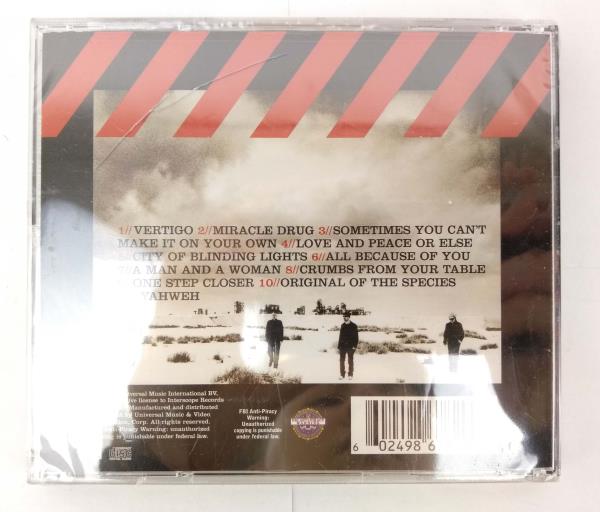 1//VERTIGO 2//MIRACLE DRUG 3//SOMETIMES YOU CAN'T
MAKE IT ON YOUR OWN 4//LOVE AND PEACE OR ELSE
5//CITY OF BLINDING LIGHTS 6//ALL BECAUSE OF YOU
7//A MAN AND A WOMAN 8//CRUMBS FROM YOUR TABLE
ONE STEP CLOSER 10//ORIGINAL OF THE SPECIES
YAHWEH
Universal Music International BV.
license to Interscope Records
Manufactured and distributed
by Universal Music & Video
Corp. All rights reserved.
Piracy Warning: unauthorized
is punishable under federal law.
FBI Anti-Piracy
Warning:
Unauthorized
copying is punishable
under federal law.
6 02498 6